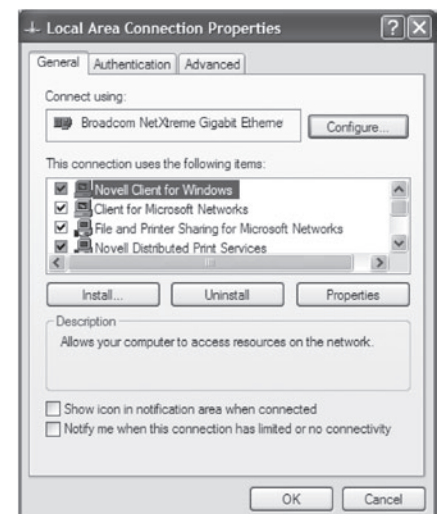 Local Area Connection Properties
General Authentication Advanced
Connect using:
Broadcom NetXtreme Gigabit Etherne
Configure...
This connection uses the following items:
Novell Client for Windows
Client for Microsoft Networks
File and Printer Sharing for Microsoft Networks
Novell Distributed Print Services
Install... Uninstall Properties
Description
Allows your computer to access resources on the network.
Show icon in notification area when connected
Notify me when this connection has limited or no connectivity
OK Cancel